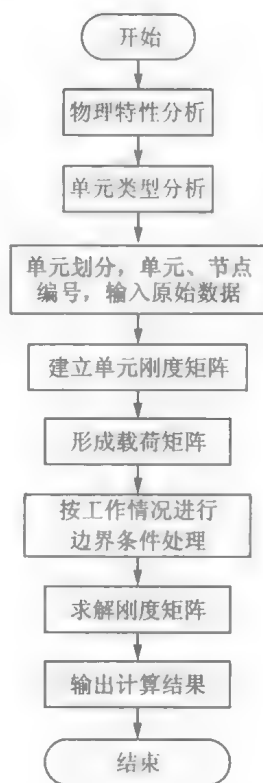 开始
物理特性分析
单元类型分析
单元划分，单元、节点
编号，输入原始数据
建立单元刚度矩阵
形成载荷矩阵
按工作情况进行
边界条件处理
求解刚度矩阵
输出计算结果
结束